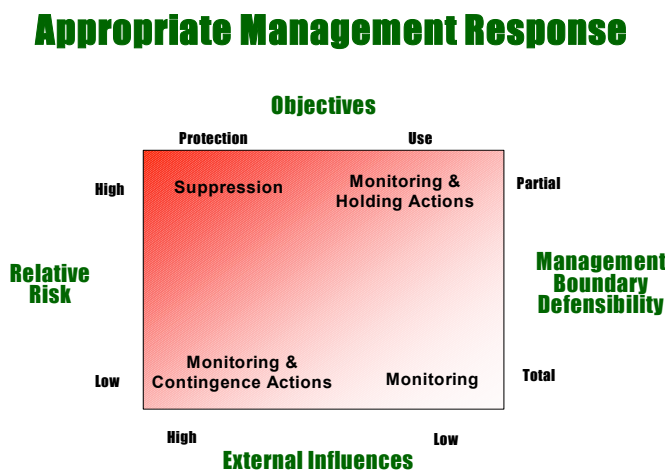 Appropriate Management Response
Objectives
Protection
Use
High
Suppression
Monitoring &
Holding Actions
Partial
Relative
Risk
Management
Boundary
Defensibility
Low
Monitoring &
Contingence Actions
Monitoring
Total
High
Low
External Influences